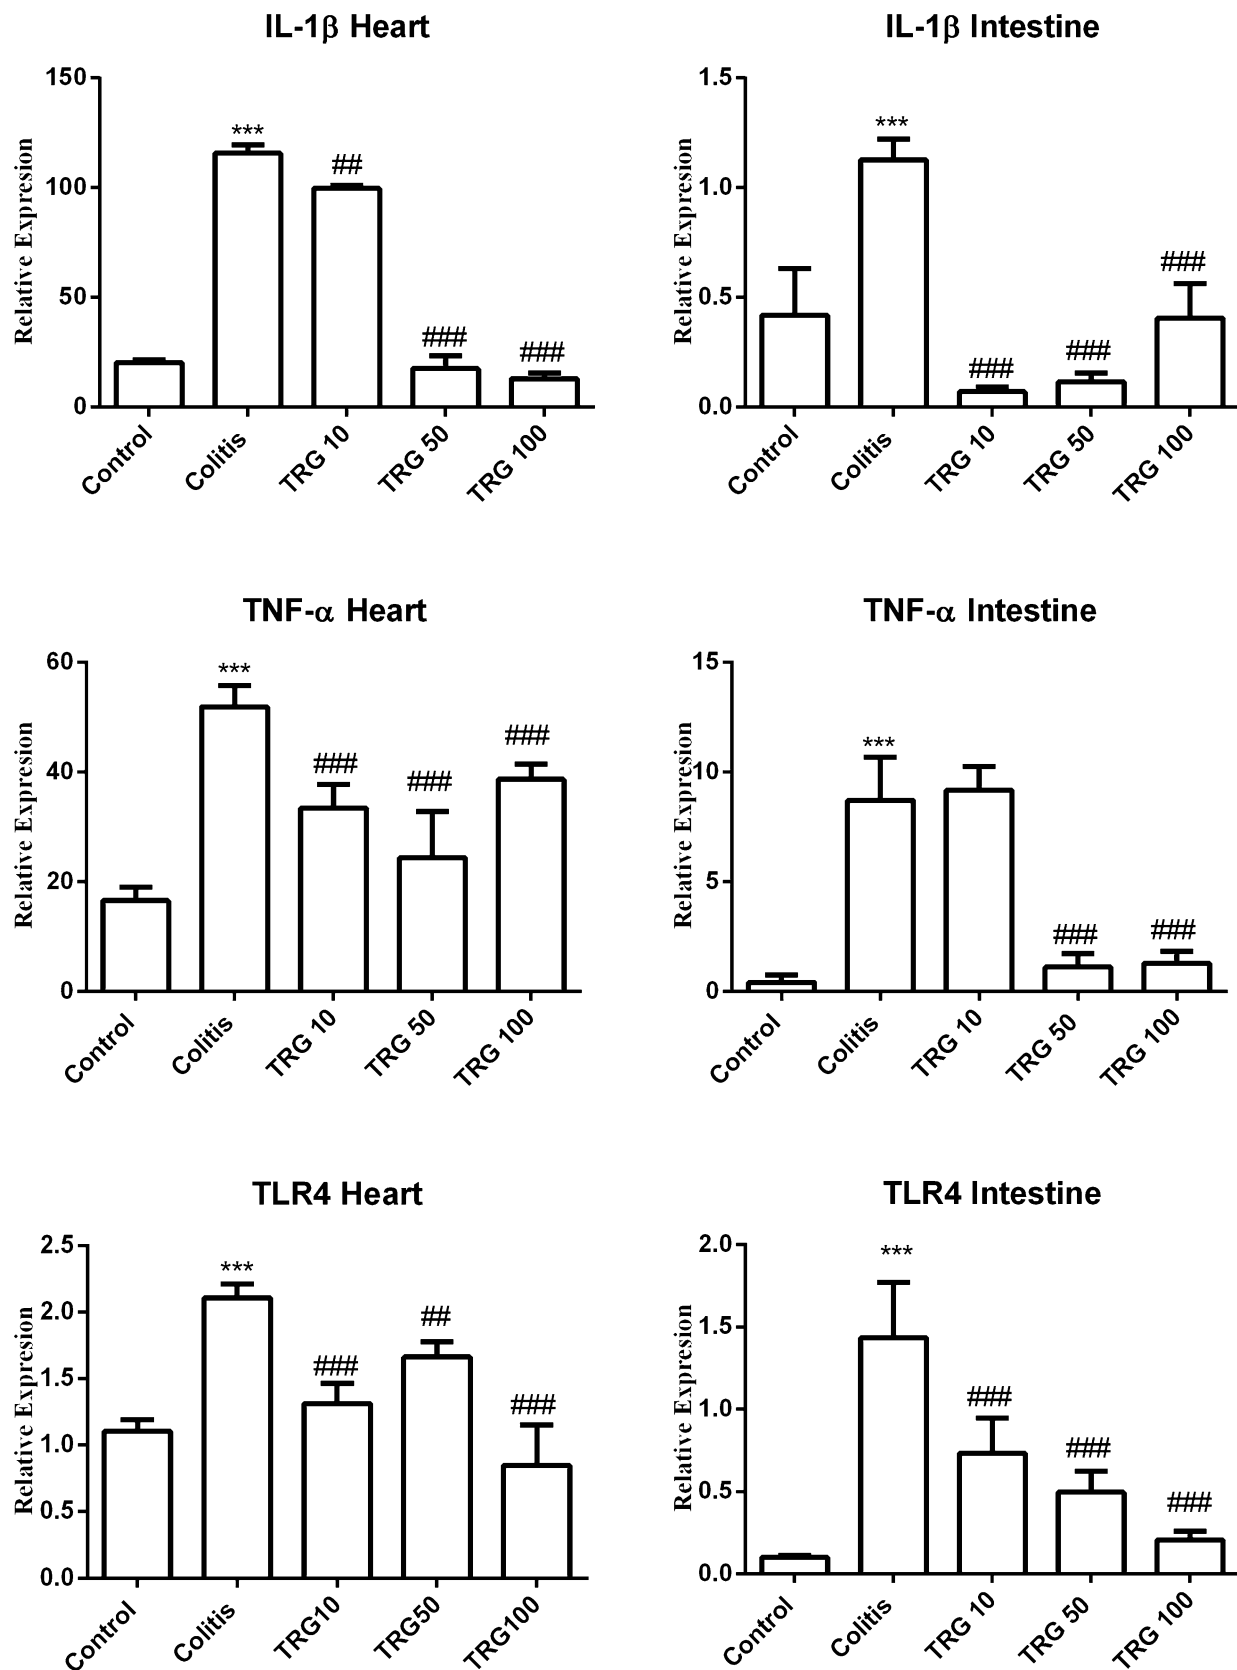 IL-1β Heart
Relative Expresion
150
100
50
0
***
##
###
###
Control
Colitis
TRG 10
TRG 50
TRG 100
IL-1β Intestine
Relative Expresion
1.5
1.0
0.5
0.0
***
###
###
###
Control
Colitis
TRG 10
TRG 50
TRG 100
TNF-α Heart
Relative Expresion
60
40
20
0
***
###
###
###
Control
Colitis
TRG 10
TRG 50
TRG 100
TNF-α Intestine
Relative Expresion
15
10
5
0
***
###
###
Control
Colitis
TRG 10
TRG 50
TRG 100
TLR4 Heart
Relative Expresion
2.5
2.0
1.5
1.0
0.5
0.0
***
###
##
###
Control
Colitis
TRG10
TRG50
TRG100
TLR4 Intestine
Relative Expresion
2.0
1.5
1.0
0.5
0.0
***
###
###
###
Control
Colitis
TRG 10
TRG 50
TRG 100